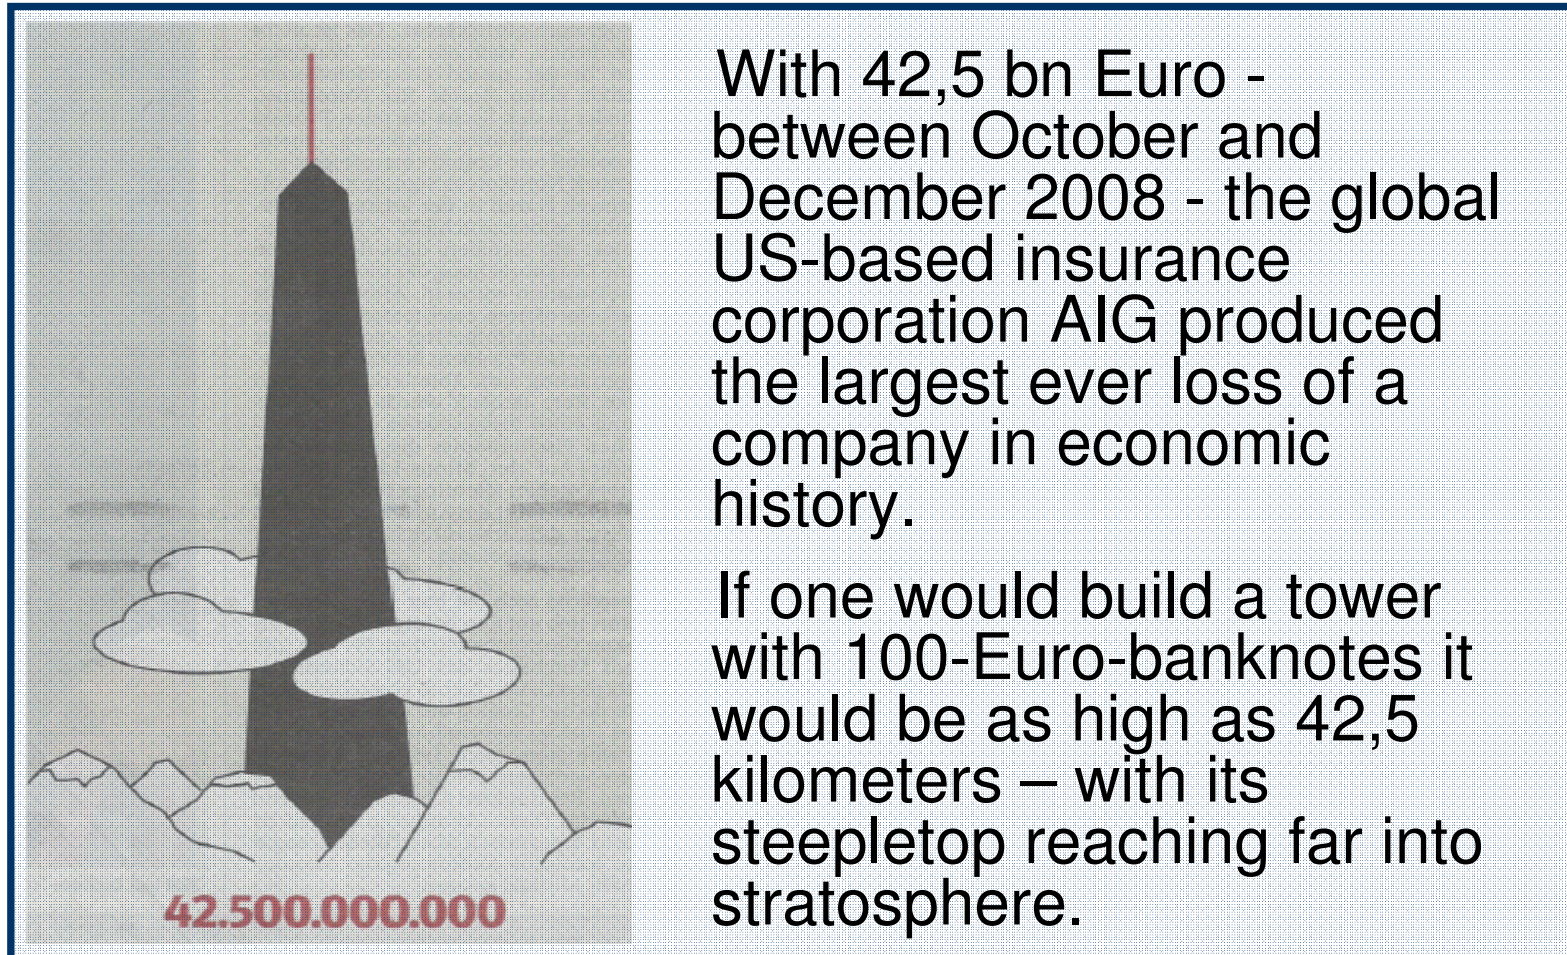 With 42,5 bn Euro -
between October and
December 2008 - the global
US-based insurance
corporation AIG produced
the largest ever loss of a
company in economic
history.
If one would build a tower
with 100-Euro-banknotes it
would be as high as 42,5
kilometers – with its
steepletop reaching far into
stratosphere.
42.500.000.000